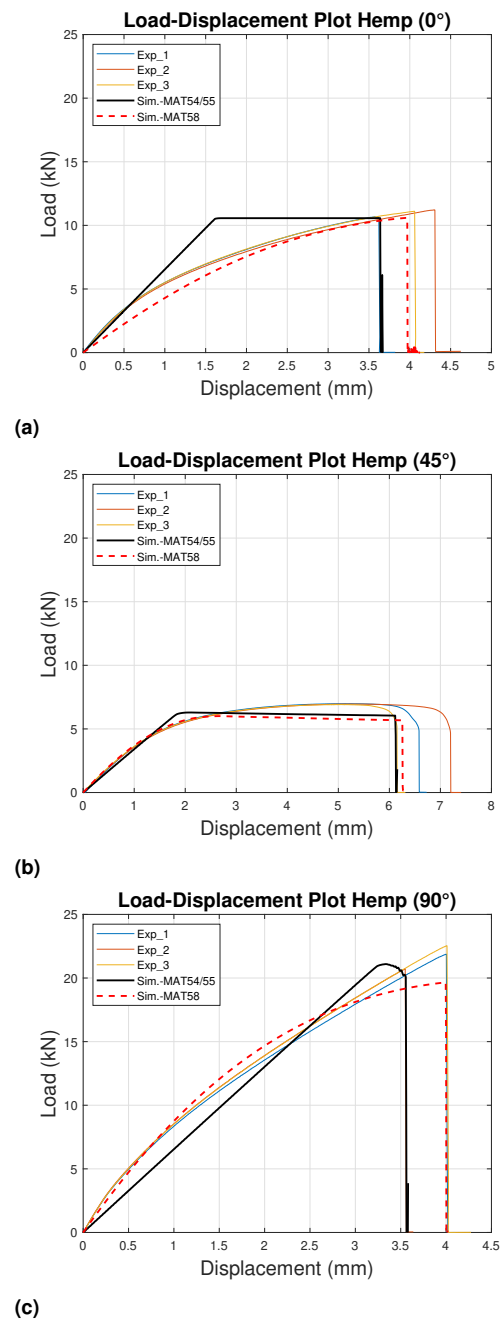 Load-Displacement Plot Hemp (0°)
Exp_1
Exp_2
Exp_3
Sim.-MAT54/55
Sim.-MAT58
25
20
15
10
5
0
Load (kN)
0 0.5 1 1.5 2 2.5 3 3.5 4 4.5 5
Displacement (mm)
(a)
Load-Displacement Plot Hemp (45°)
Exp_1
Exp_2
Exp_3
Sim.-MAT54/55
Sim.-MAT58
25
20
15
10
5
0
Load (kN)
0 1 2 3 4 5 6 7 8
Displacement (mm)
(b)
Load-Displacement Plot Hemp (90°)
Exp_1
Exp_2
Exp_3
Sim.-MAT54/55
Sim.-MAT58
25
20
15
10
5
0
Load (kN)
0 0.5 1 1.5 2 2.5 3 3.5 4 4.5
Displacement (mm)
(c)